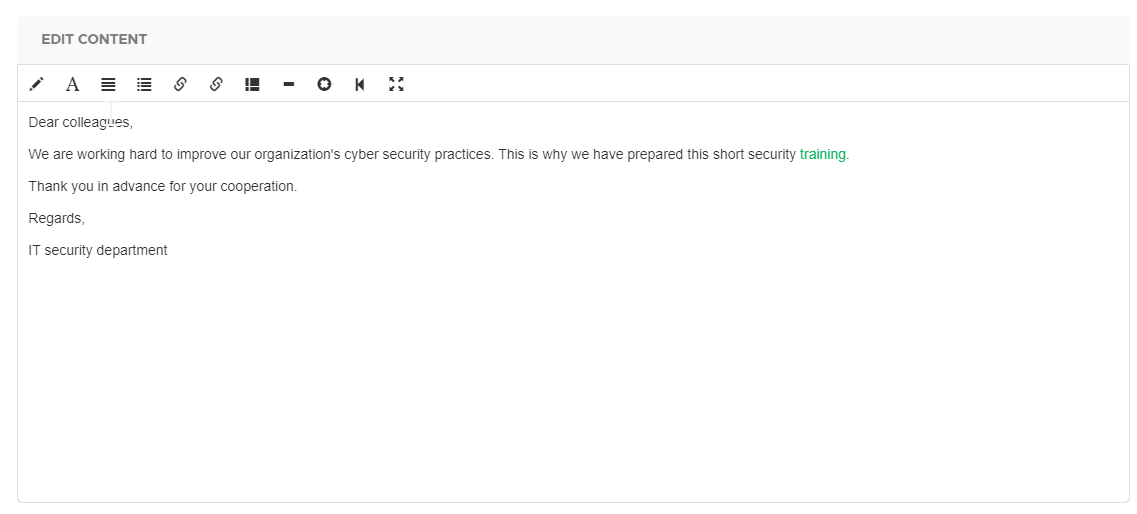 EDIT CONTENT
Dear colleagues,
We are working hard to improve our organization's cyber security practices. This is why we have prepared this short security training.
Thank you in advance for your cooperation.
Regards,
IT security department